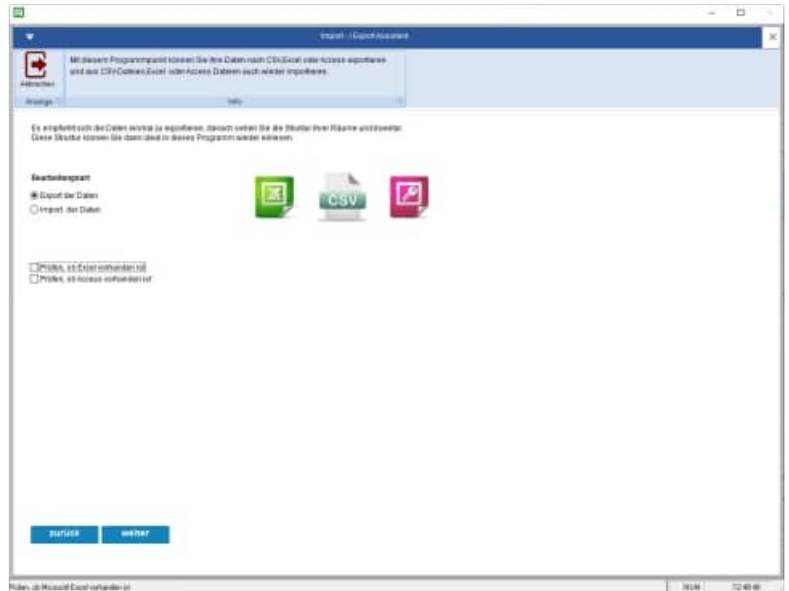 Import- / Export Assistent
Mit diesem Programmpunkt können Sie Ihre Daten nach CSV,Excel oder Access exportieren
und aus CSV-Dateien,Excel oder Access Dateien auch wieder importieren.
Abbrechen
Anzeige
Info
Es empfiehlt sich die Daten einmal zu exportieren, danach sehen Sie die Struktur Ihrer Räume und Inventar.
Diese Struktur können Sie dann ideal in dieses Programm wieder einlesen.
Bearbeitungsart
Export der Daten
Import der Daten
CSV
Prüfen, ob Excel vorhanden ist
Prüfen, ob Access vorhanden ist
zurück
weiter
Prüfen, ob Microsoft Excel vorhanden ist
NUM